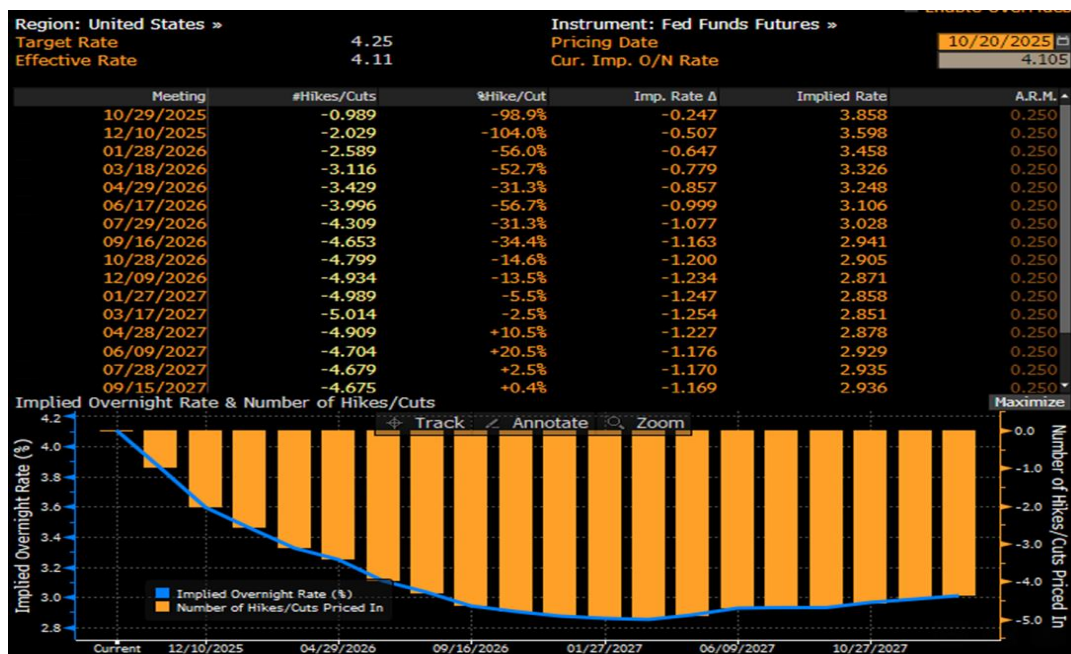 Enable Overrides
Region: United States » Instrument: Fed Funds Futures »
Target Rate 4.25 Pricing Date 10/20/2025
Effective Rate 4.11 Cur. Imp. O/N Rate 4.105
Meeting #Hikes/Cuts %Hike/Cut Imp. Rate Δ Implied Rate A.R.M.
10/29/2025 -0.989 -98.9% -0.247 3.858 0.250
12/10/2025 -2.029 -104.0% -0.507 3.598 0.250
01/28/2026 -2.589 -56.0% -0.647 3.458 0.250
03/18/2026 -3.116 -52.7% -0.779 3.326 0.250
04/29/2026 -3.429 -31.3% -0.857 3.248 0.250
06/17/2026 -3.996 -56.7% -0.999 3.106 0.250
07/29/2026 -4.309 -31.3% -1.077 3.028 0.250
09/16/2026 -4.653 -34.4% -1.163 2.941 0.250
10/28/2026 -4.799 -14.6% -1.200 2.905 0.250
12/09/2026 -4.934 -13.5% -1.234 2.871 0.250
01/27/2027 -4.989 -5.5% -1.247 2.858 0.250
03/17/2027 -5.014 -2.5% -1.254 2.851 0.250
04/28/2027 -4.909 +10.5% -1.227 2.878 0.250
06/09/2027 -4.704 +20.5% -1.176 2.929 0.250
07/28/2027 -4.679 +2.5% -1.170 2.935 0.250
09/15/2027 -4.675 +0.4% -1.169 2.936 0.250
Implied Overnight Rate & Number of Hikes/Cuts Maximize
Track Annotate Zoom
Implied Overnight Rate (%)
4.2
4.0
3.8
3.6
3.4
3.2
3.0
2.8
Implied Overnight Rate (%)
Number of Hikes/Cuts Priced In
0.0
-1.0
-2.0
-3.0
-4.0
-5.0
Number of Hikes/Cuts Priced In
Current 12/10/2025 04/29/2026 09/16/2026 01/27/2027 06/09/2027 10/27/2027